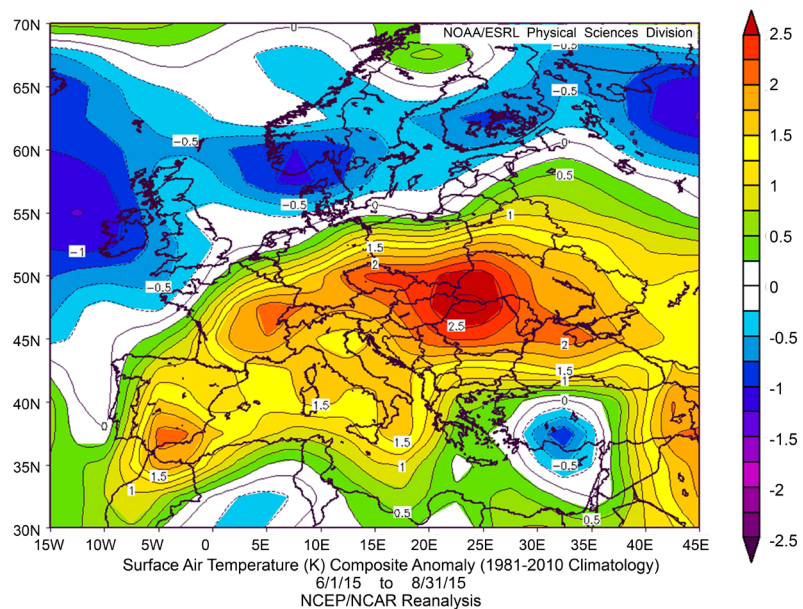 NOAA/ESRL Physical Sciences Division
70N
65N
60N
55N
50N
45N
40N
35N
30N
15W 10W 5W 0 5E 10E 15E 20E 25E 30E 35E 40E 45E
0
-0.5
-0.5
-0.5
0
-0.5
0
0.5
1
-1
1.5
2
-0.5
2.5
2
1.5
1
0
1.5
0
1.5
-0.5
1.5
1
1
0.5
0.5
2.5
2
1.5
1
0.5
0
-0.5
-1
-1.5
-2
-2.5
Surface Air Temperature (K) Composite Anomaly (1981-2010 Climatology)
6/1/15 to 8/31/15
NCEP/NCAR Reanalysis